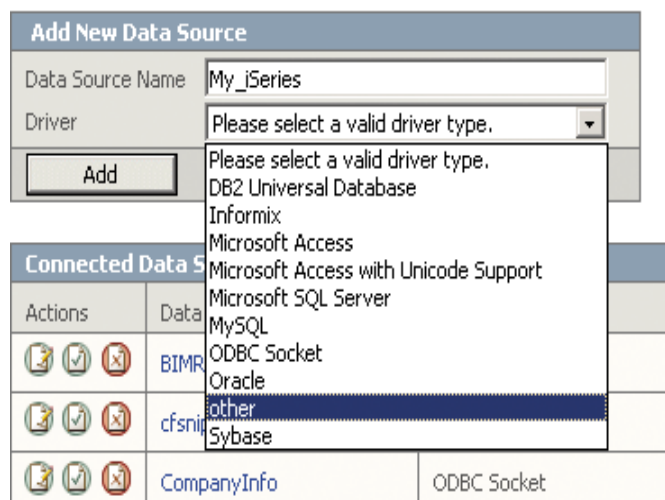 Add New Data Source
Data Source Name My_iSeries
Driver Please select a valid driver type.
Please select a valid driver type.
DB2 Universal Database
Informix
Microsoft Access
Microsoft Access with Unicode Support
Microsoft SQL Server
MySQL
ODBC Socket
Oracle
other
Sybase
Add
Connected Data S
Actions Data
BIMR
cfsnip
CompanyInfo ODBC Socket